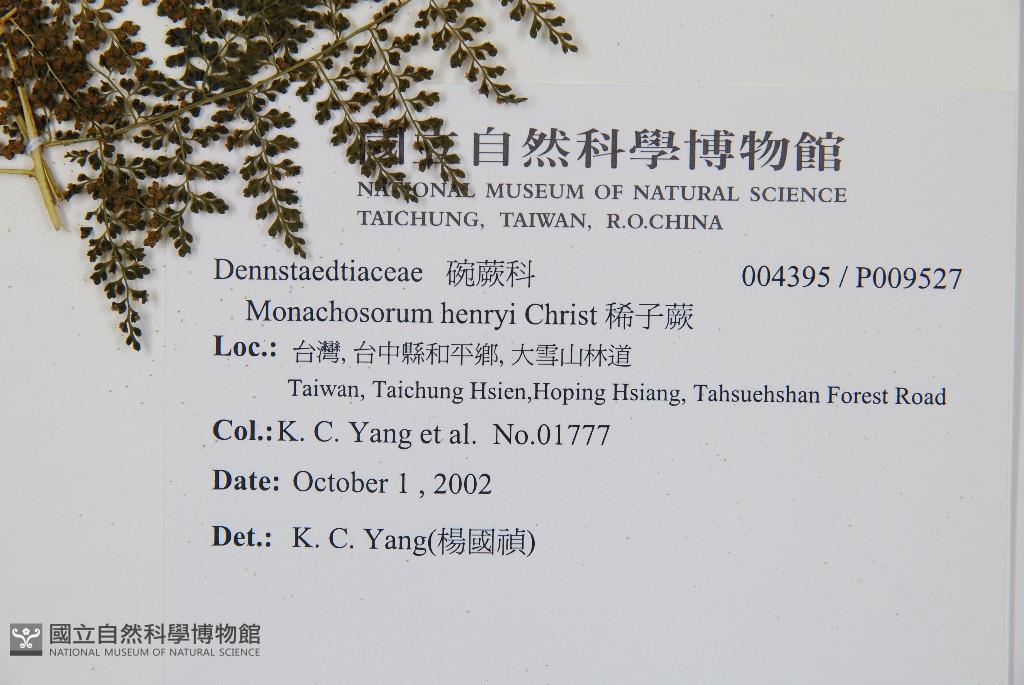 國立自然科學博物館
NATIONAL MUSEUM OF NATURAL SCIENCE
TAICHUNG, TAIWAN, R.O.CHINA
Dennstaedtiaceae 碗蕨科 004395 / P009527
Monachosorum henryi Christ 稀子蕨
Loc.: 台灣, 台中縣和平鄉, 大雪山林道
Taiwan, Taichung Hsien,Hoping Hsiang, Tahsuehshan Forest Road
Col.: K. C. Yang et al. No.01777
Date: October 1 , 2002
Det.: K. C. Yang(楊國禎)
國立自然科學博物館
NATIONAL MUSEUM OF NATURAL SCIENCE